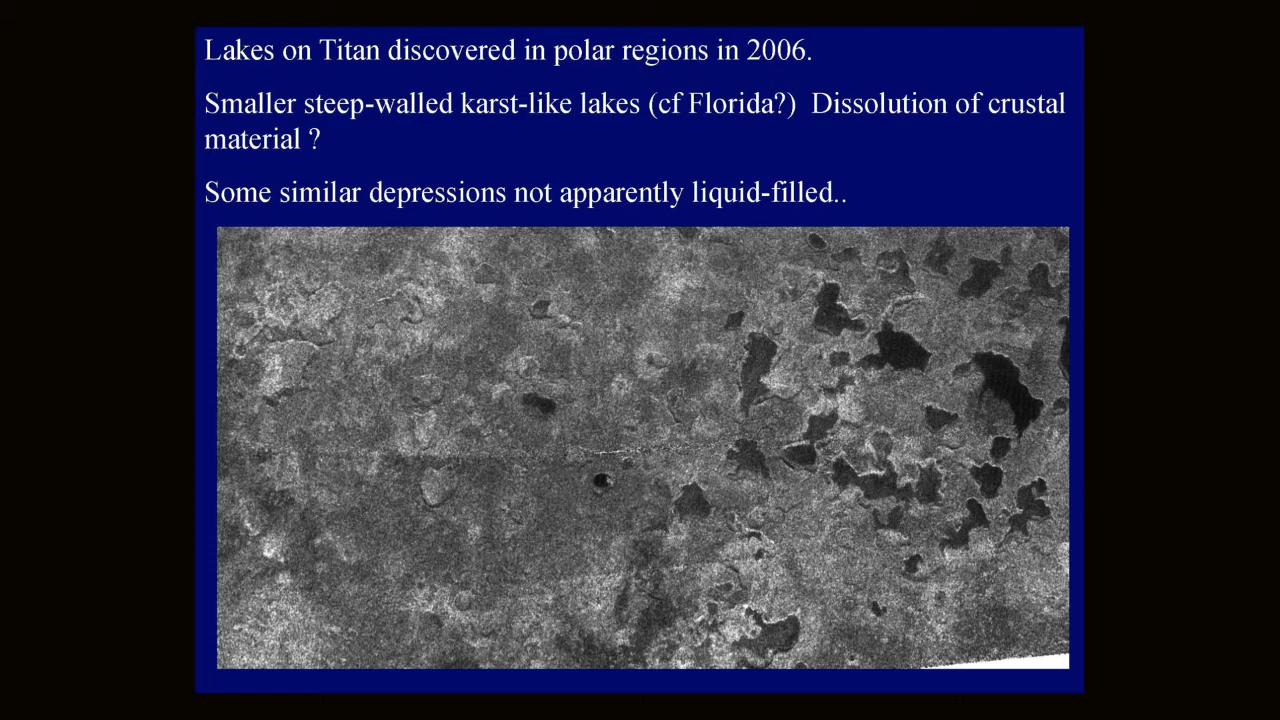 Lakes on Titan discovered in polar regions in 2006.
Smaller steep-walled karst-like lakes (cf Florida?)  Dissolution of crustal
material ?
Some similar depressions not apparently liquid-filled..